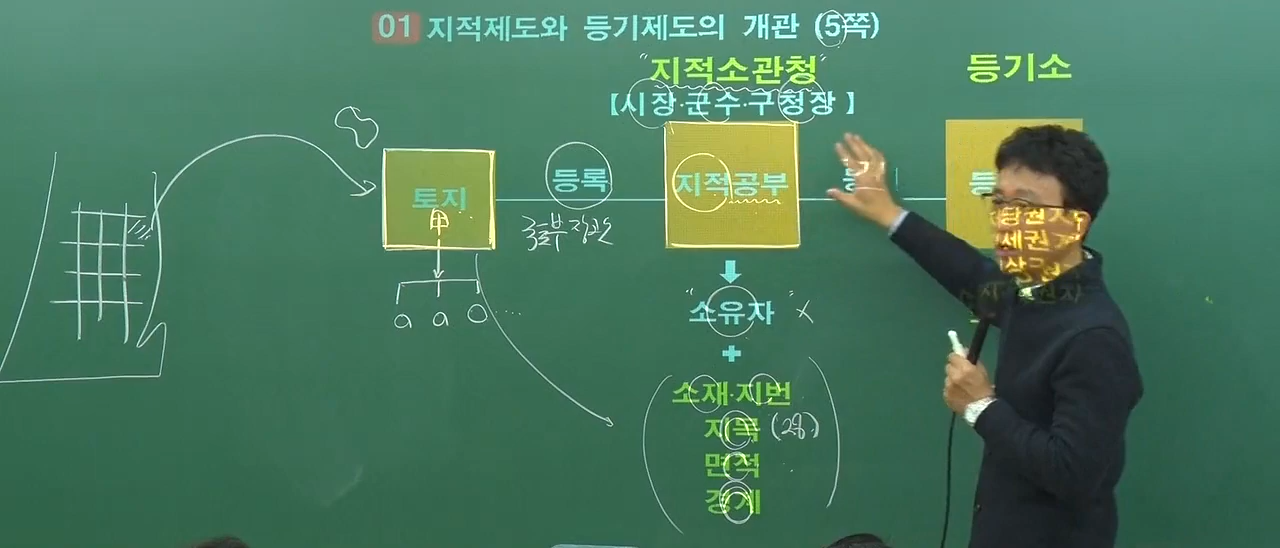 01 지적제도와 등기제도의 개관 (5쪽)
"지적소관청"
등기소
【시장·군수·구청장】
토지
등록
지적공부
국토부장관
"소유자" X
+
소재·지번
지목 (28)
면적
경계